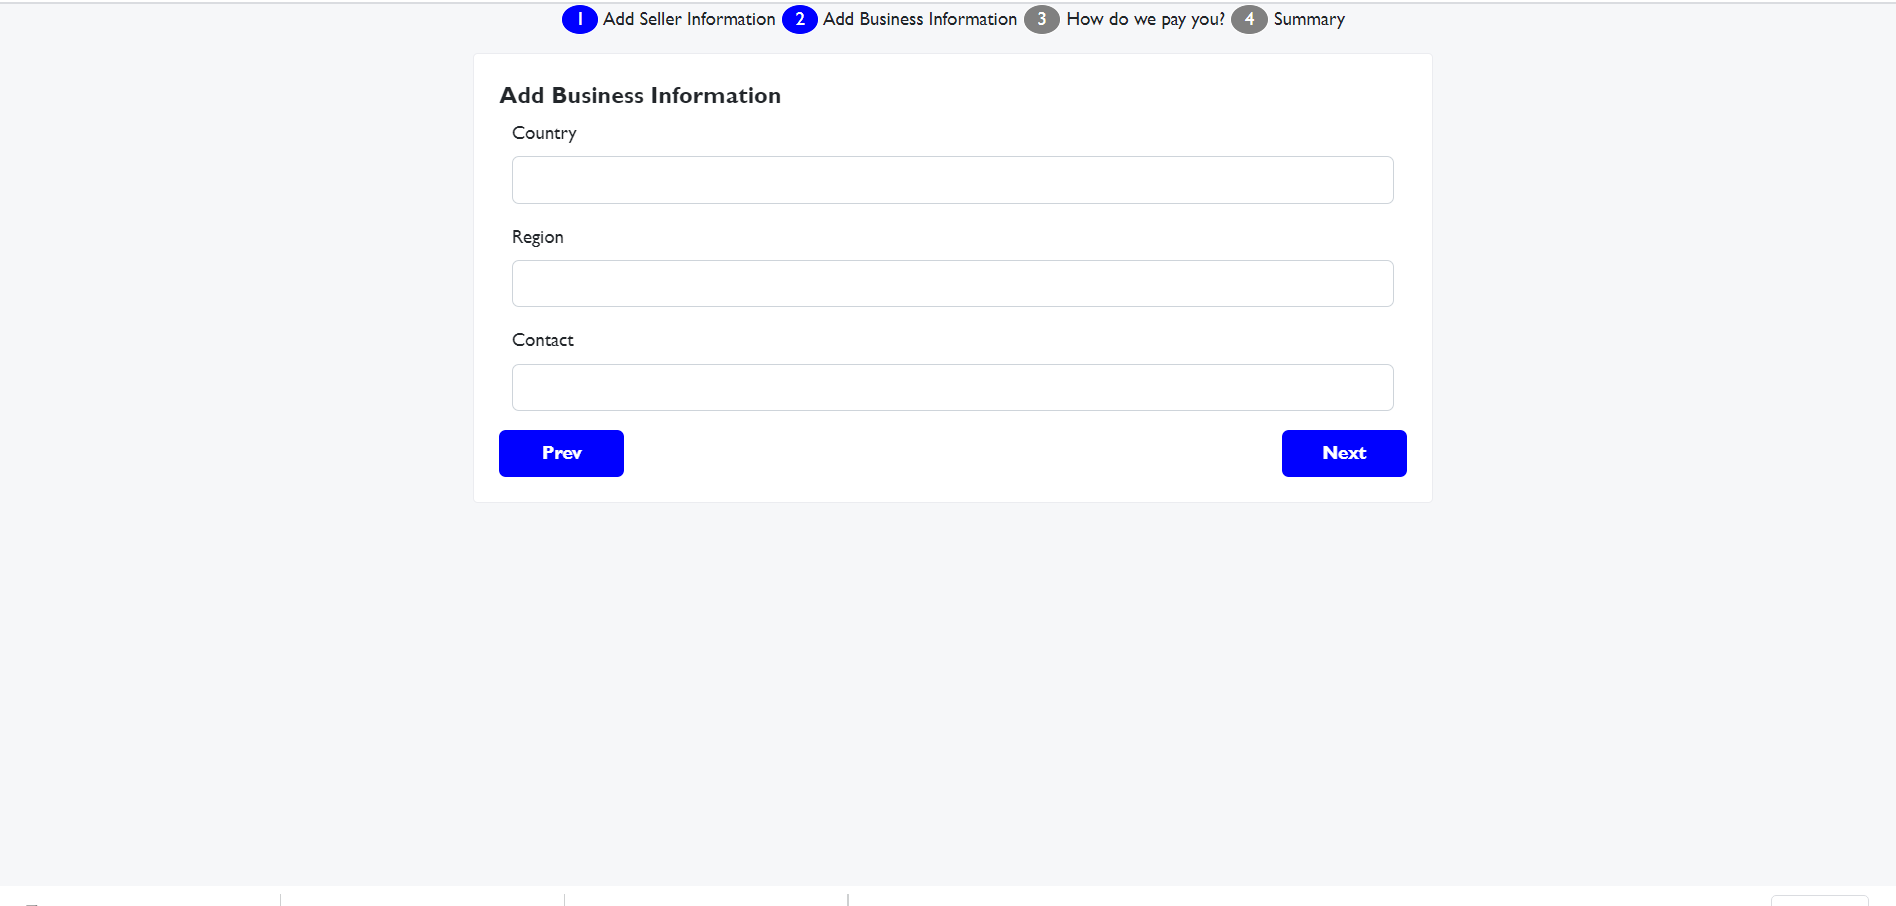 1 Add Seller Information 2 Add Business Information 3 How do we pay you? 4 Summary
Add Business Information
Country
Region
Contact
Prev Next